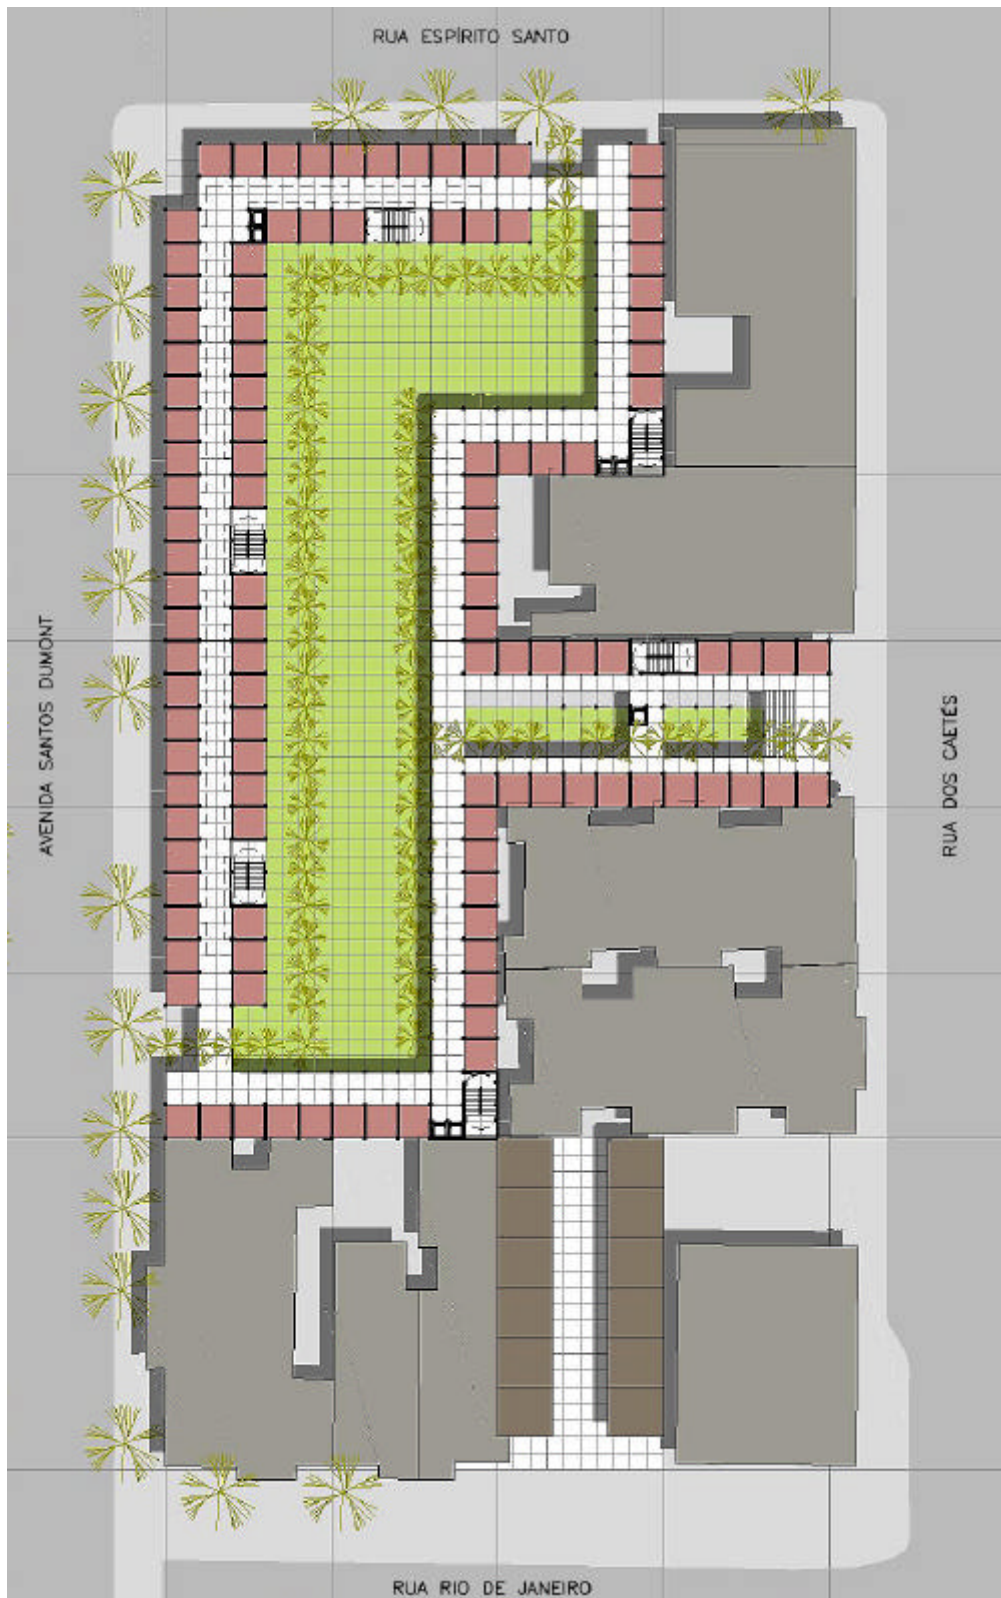 RUA ESPÍRITO SANTO
AVENIDA SANTOS DUMONT
RUA DOS CAETÉS
RUA RIO DE JANEIRO